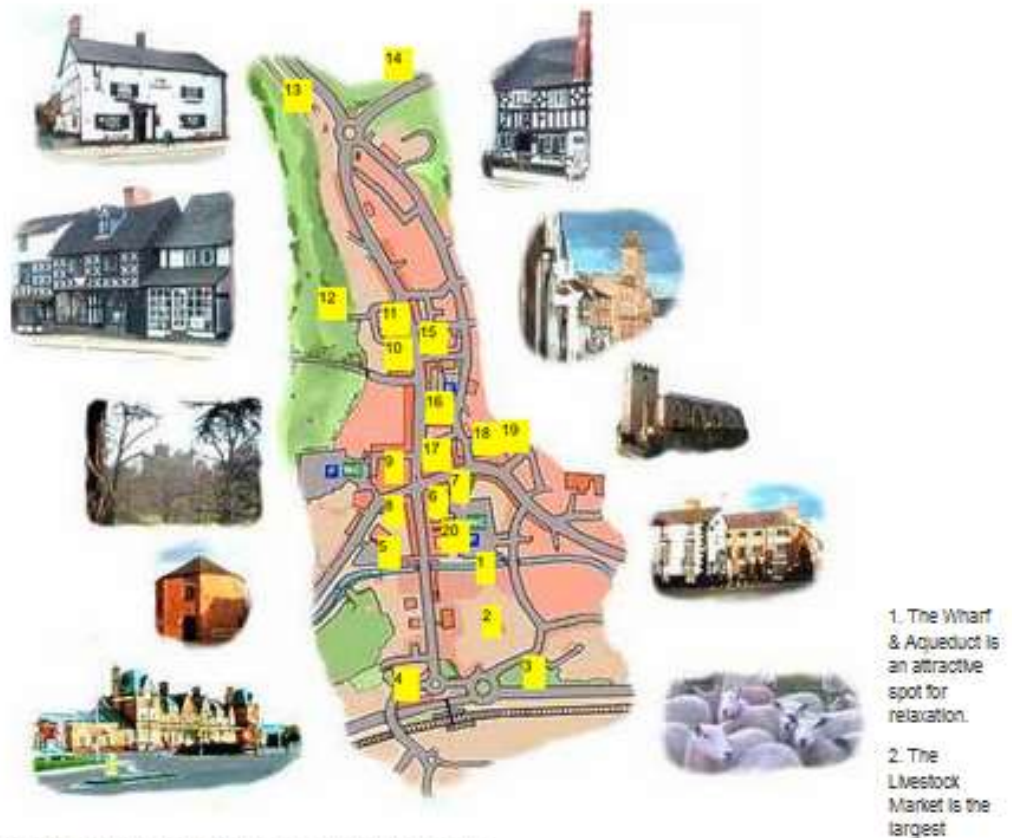 14
13
12
11
15
10
16
18 19
17
9
7
6
8
20
5
1
2
3
4
1. The Wharf
& Aqueduct is
an attractive
spot for
relaxation.
2. The
Livestock
Market is the
largest